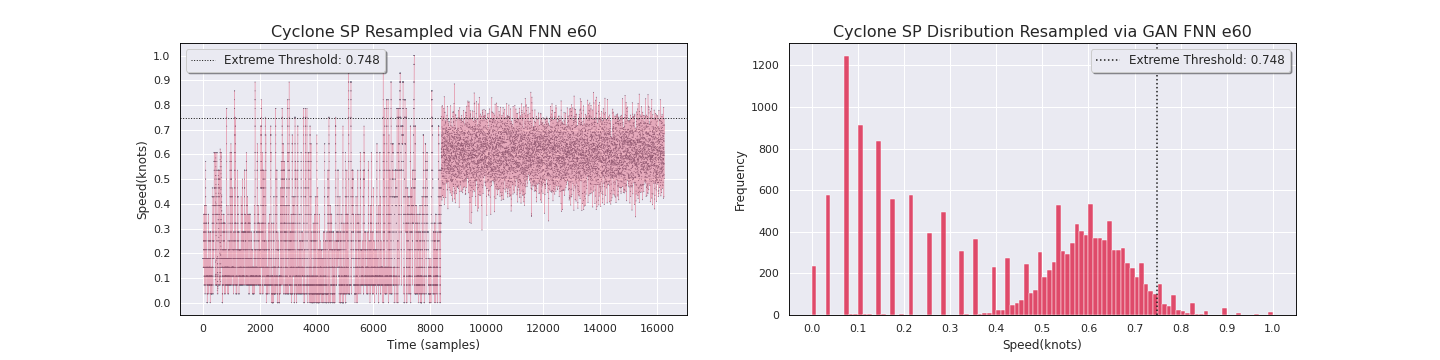 Cyclone SP Resampled via GAN FNN e60
Extreme Threshold: 0.748
1.0
0.9
0.8
0.7
0.6
0.5
0.4
0.3
0.2
0.1
0.0
Speed(knots)
0 2000 4000 6000 8000 10000 12000 14000 16000
Time (samples)
Cyclone SP Disribution Resampled via GAN FNN e60
Extreme Threshold: 0.748
1200
1000
800
600
400
200
0
Frequency
0.0 0.1 0.2 0.3 0.4 0.5 0.6 0.7 0.8 0.9 1.0
Speed(knots)